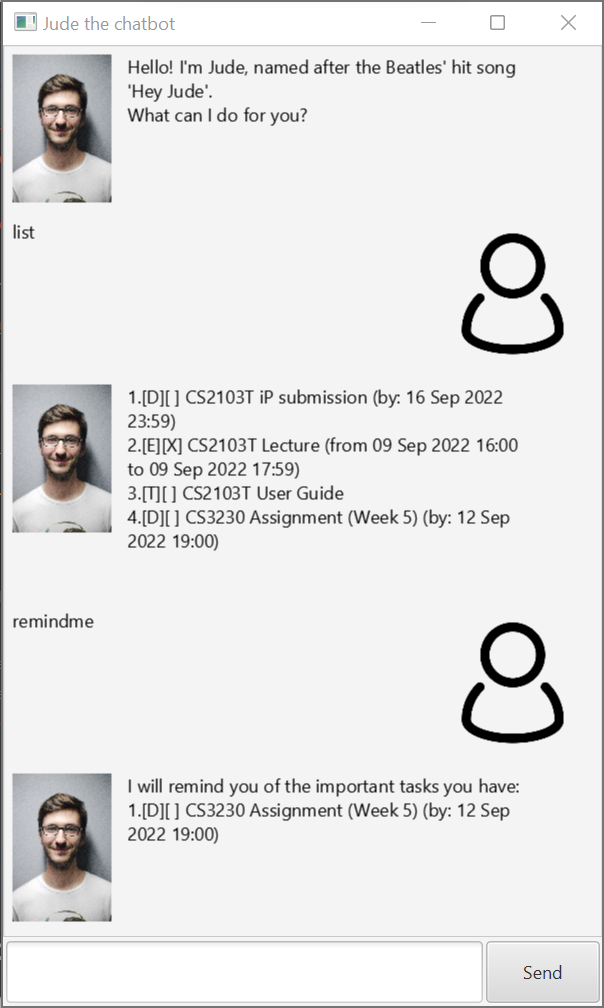 Jude the chatbot
Hello! I'm Jude, named after the Beatles' hit song
'Hey Jude'.
What can I do for you?
list
1.[D][ ] CS2103T iP submission (by: 16 Sep 2022
23:59)
2.[E][X] CS2103T Lecture (from 09 Sep 2022 16:00
to 09 Sep 2022 17:59)
3.[T][ ] CS2103T User Guide
4.[D][ ] CS3230 Assignment (Week 5) (by: 12 Sep
2022 19:00)
remindme
I will remind you of the important tasks you have:
1.[D][ ] CS3230 Assignment (Week 5) (by: 12 Sep
2022 19:00)
Send